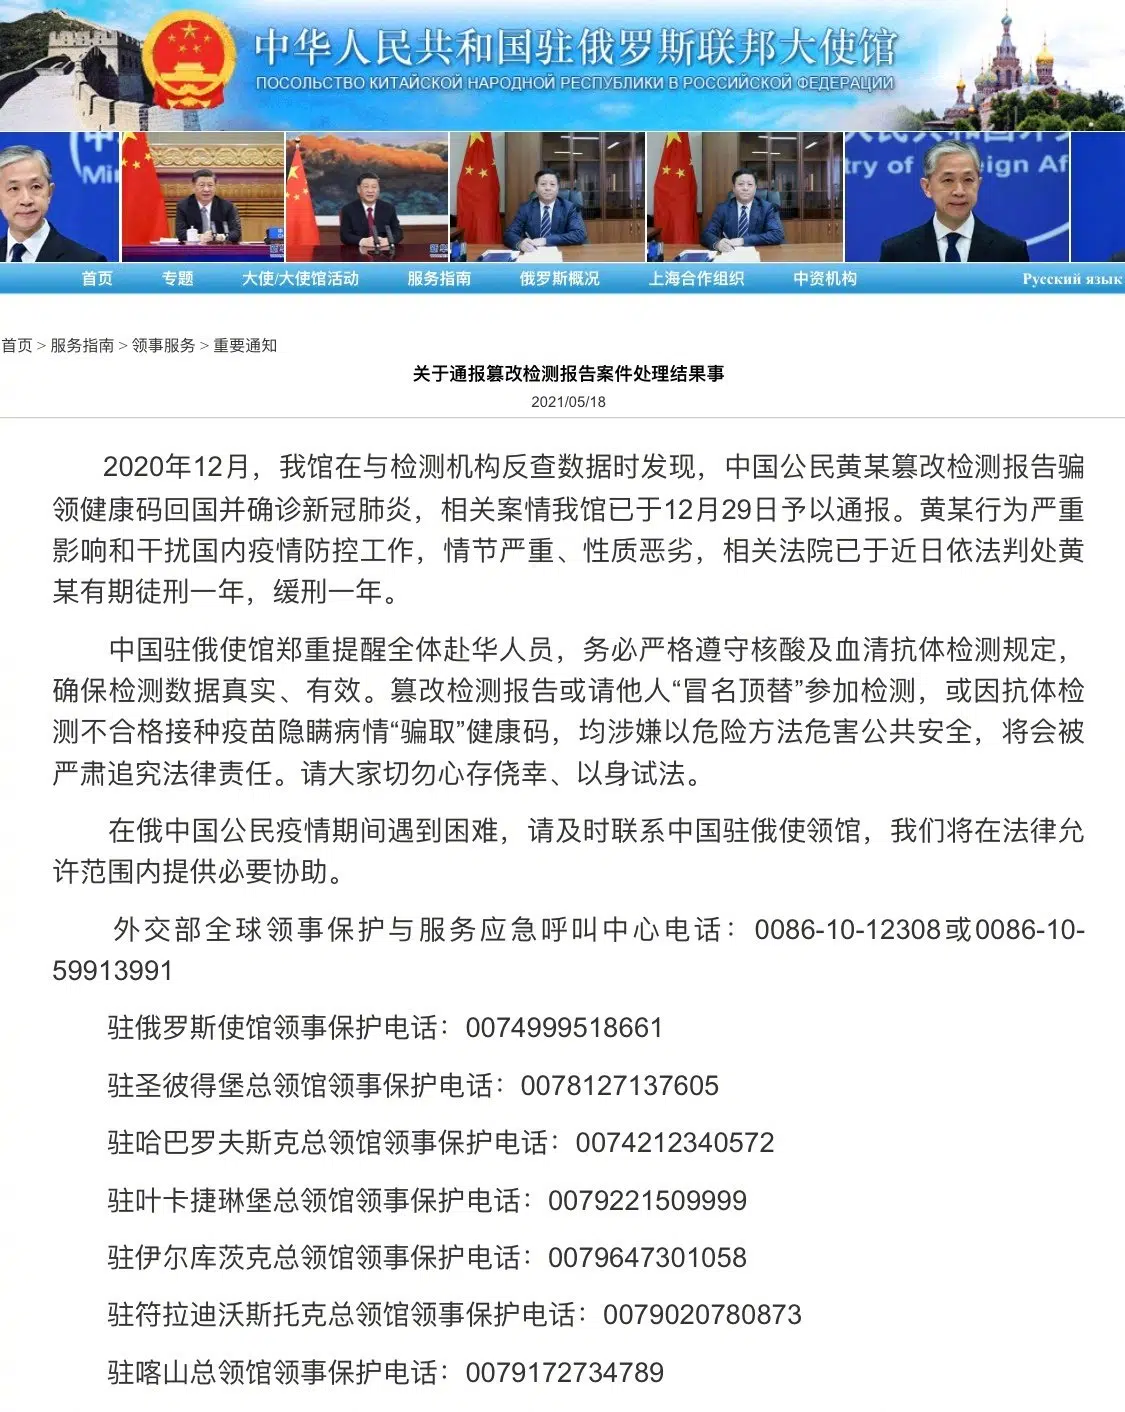 中华人民共和国驻俄罗斯联邦大使馆
ПОСОЛЬСТВО КИТАЙСКОЙ НАРОДНОЙ РЕСПУБЛИКИ В РОССИЙСКОЙ ФЕДЕРАЦИИ
首页 专题 大使/大使馆活动 服务指南 俄罗斯概况 上海合作组织 中资机构 Русский язык
首页 > 服务指南 > 领事服务 > 重要通知
关于通报篡改检测报告案件处理结果事
2021/05/18
2020年12月，我馆在与检测机构反查数据时发现，中国公民黄某篡改检测报告骗
领健康码回国并确诊新冠肺炎，相关案情我馆已于12月29日予以通报。黄某行为严重
影响和干扰国内疫情防控工作，情节严重、性质恶劣，相关法院已于近日依法判处黄
某有期徒刑一年，缓刑一年。
中国驻俄使馆郑重提醒全体赴华人员，务必严格遵守核酸及血清抗体检测规定，
确保检测数据真实、有效。篡改检测报告或请他人“冒名顶替”参加检测，或因抗体检
测不合格接种疫苗隐瞒病情“骗取”健康码，均涉嫌以危险方法危害公共安全，将会被
严肃追究法律责任。请大家切勿心存侥幸、以身试法。
在俄中国公民疫情期间遇到困难，请及时联系中国驻俄使领馆，我们将在法律允
许范围内提供必要协助。
外交部全球领事保护与服务应急呼叫中心电话：0086-10-12308或0086-10-
59913991
驻俄罗斯使馆领事保护电话：0074999518661
驻圣彼得堡总领馆领事保护电话：0078127137605
驻哈巴罗夫斯克总领馆领事保护电话：0074212340572
驻叶卡捷琳堡总领馆领事保护电话：0079221509999
驻伊尔库茨克总领馆领事保护电话：0079647301058
驻符拉迪沃斯托克总领馆领事保护电话：0079020780873
驻喀山总领馆领事保护电话：0079172734789